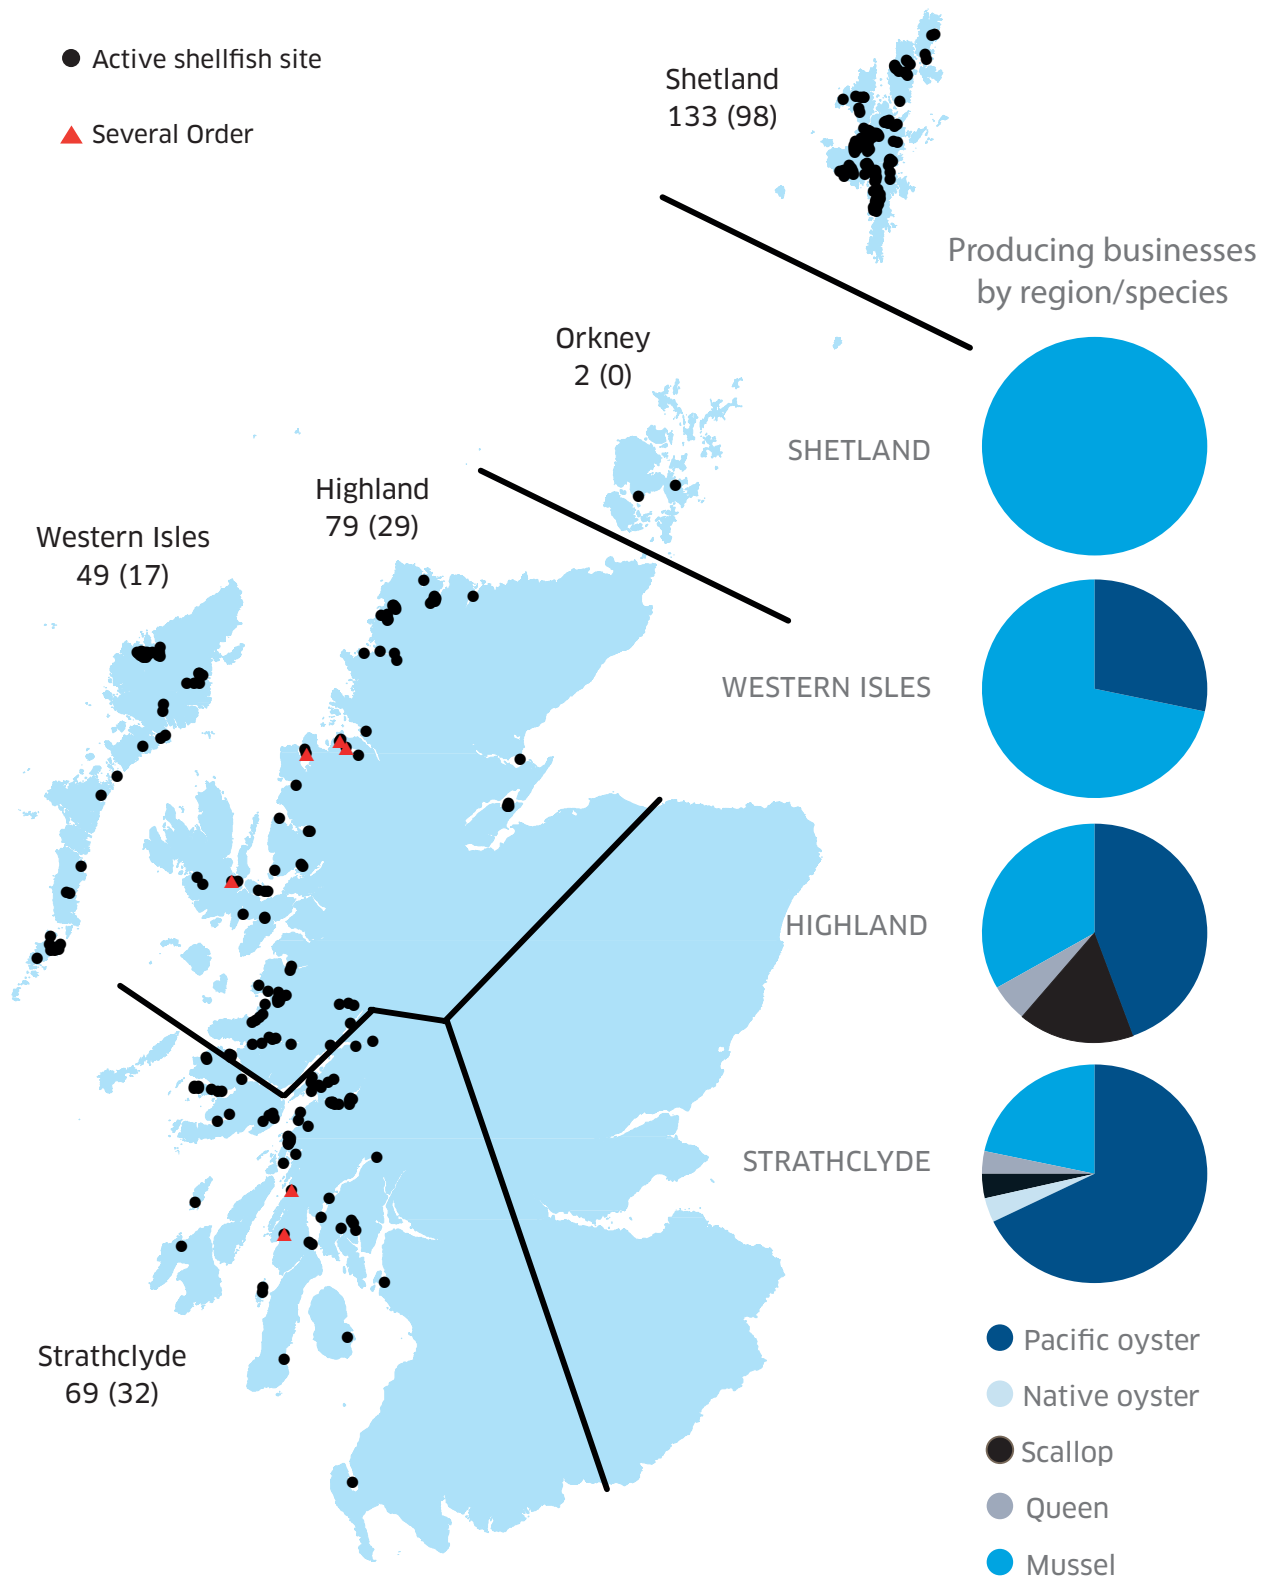 Active shellfish site
Several Order
Shetland
133 (98)
Producing businesses
by region/species
Orkney
2 (0)
SHETLAND
Highland
79 (29)
Western Isles
49 (17)
WESTERN ISLES
HIGHLAND
STRATHCLYDE
Strathclyde
69 (32)
Pacific oyster
Native oyster
Scallop
Queen
Mussel